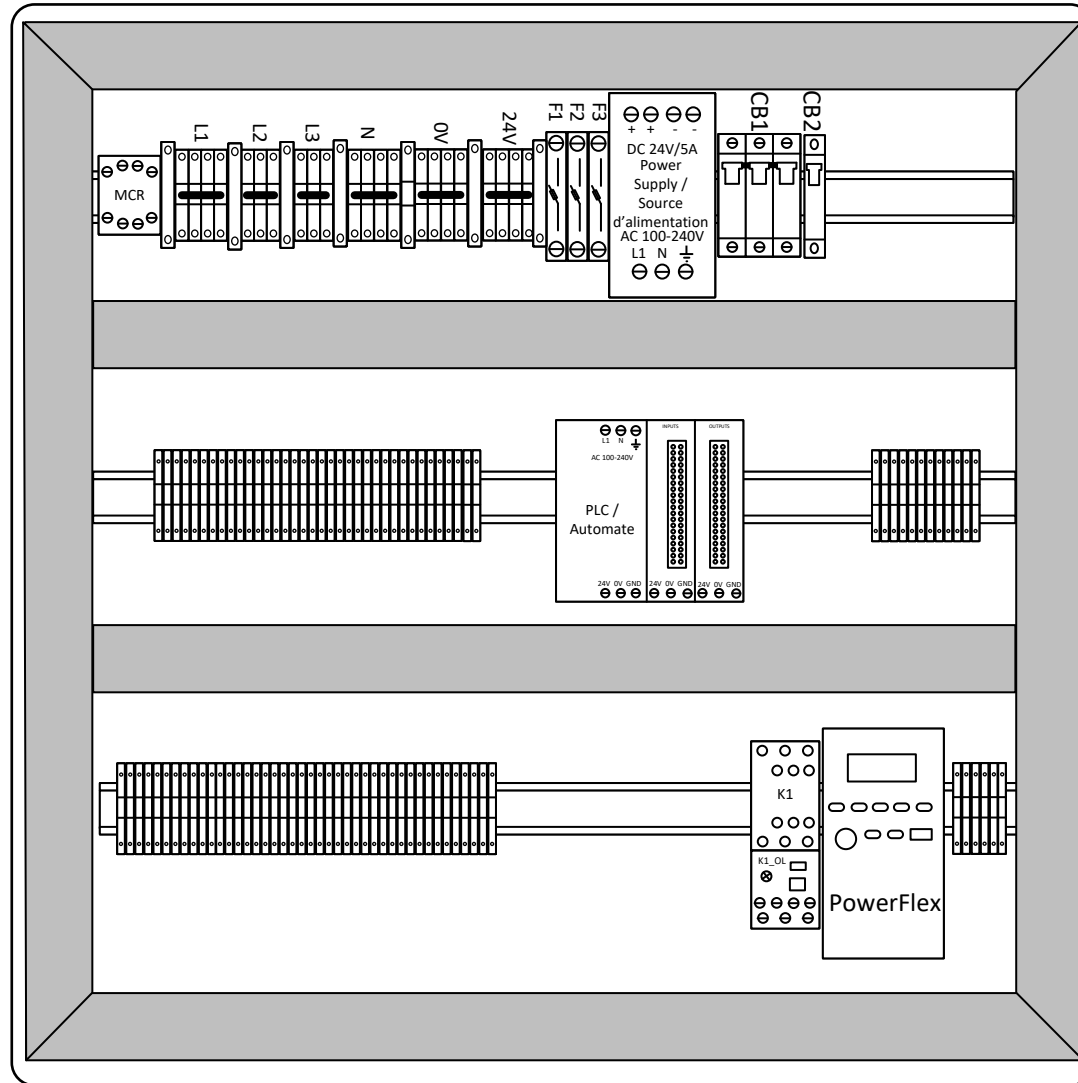 MCR
L1
L2
L3
N
0V
24V
F1
F2
F3
+ + - -
DC 24V/5A
Power
Supply /
Source
d'alimentation
AC 100-240V
L1 N
CB1
CB2
L1 N
AC 100-240V
PLC /
Automate
24V 0V GND
INPUTS
24V 0V GND
OUTPUTS
24V 0V GND
K1
K1_OL
PowerFlex